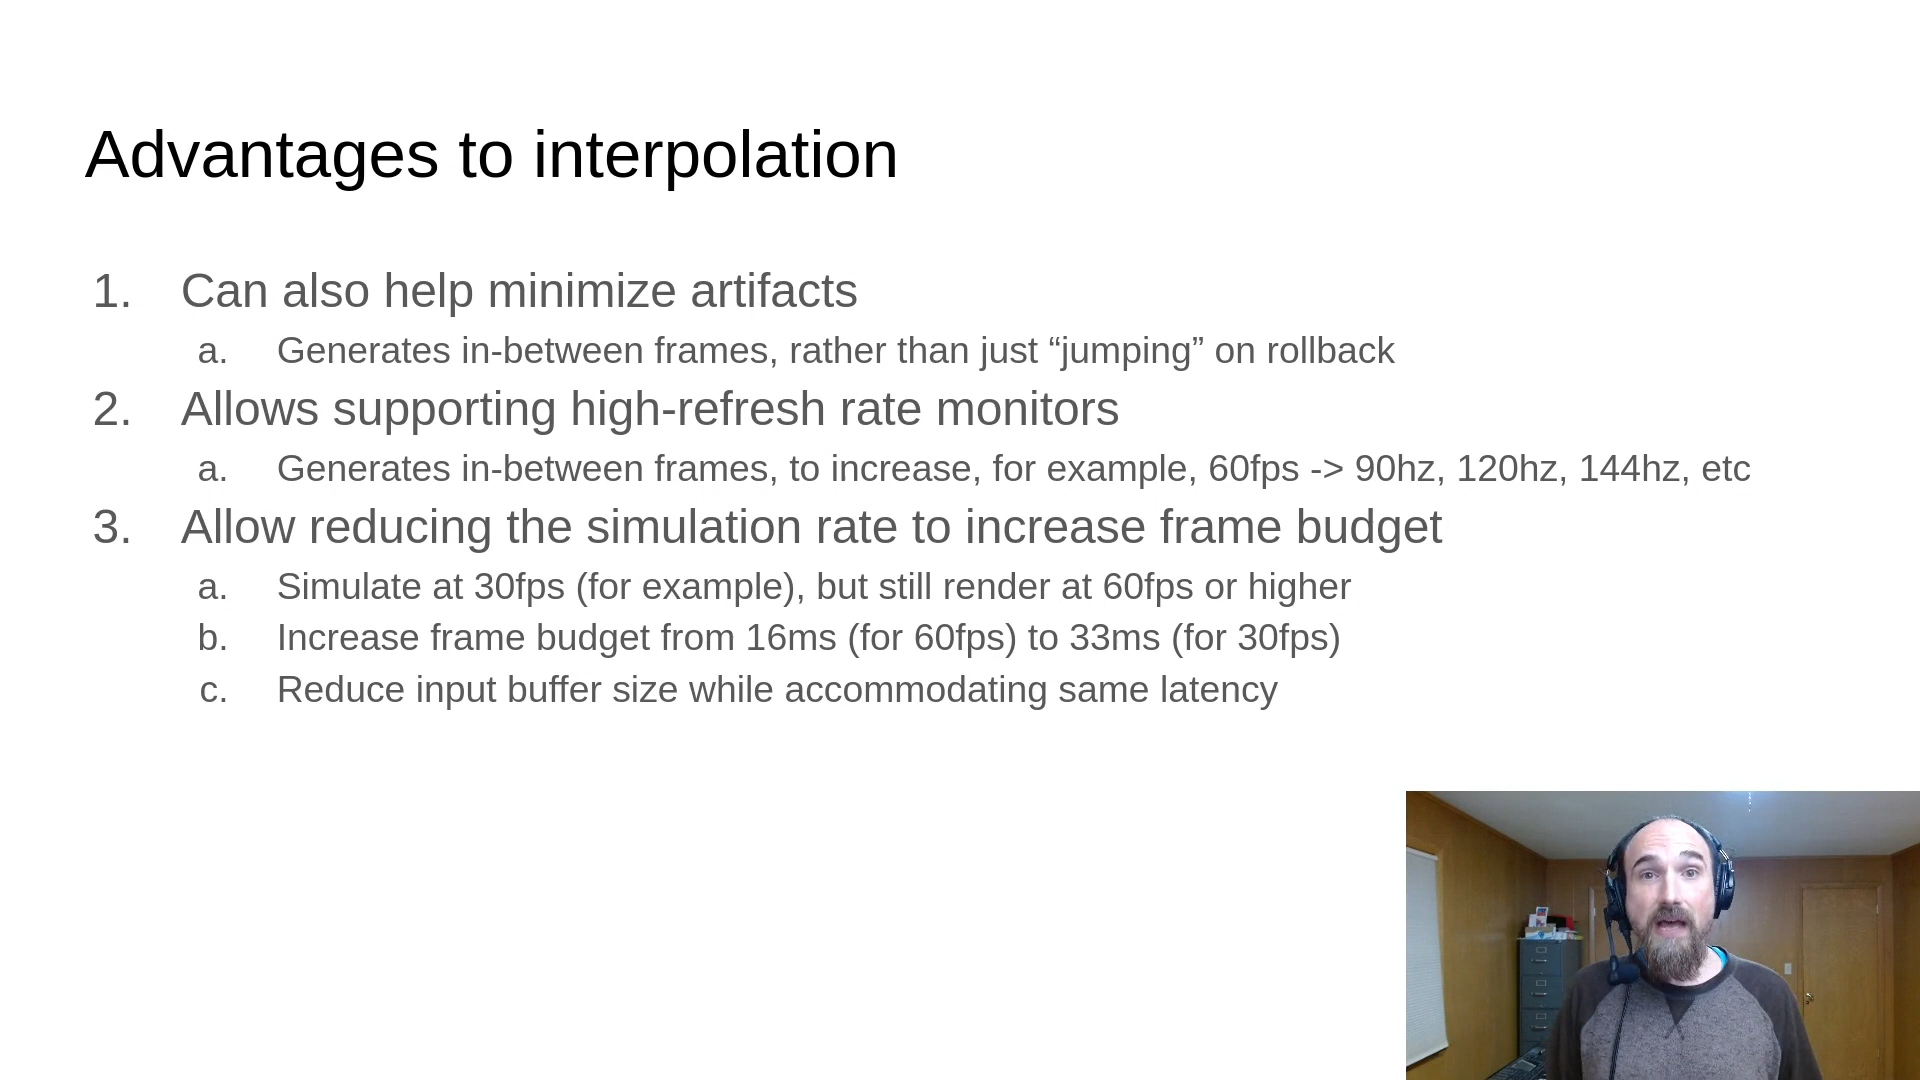 Advantages to interpolation
1. Can also help minimize artifacts
a. Generates in-between frames, rather than just “jumping” on rollback
2. Allows supporting high-refresh rate monitors
a. Generates in-between frames, to increase, for example, 60fps -> 90hz, 120hz, 144hz, etc
3. Allow reducing the simulation rate to increase frame budget
a. Simulate at 30fps (for example), but still render at 60fps or higher
b. Increase frame budget from 16ms (for 60fps) to 33ms (for 30fps)
c. Reduce input buffer size while accommodating same latency